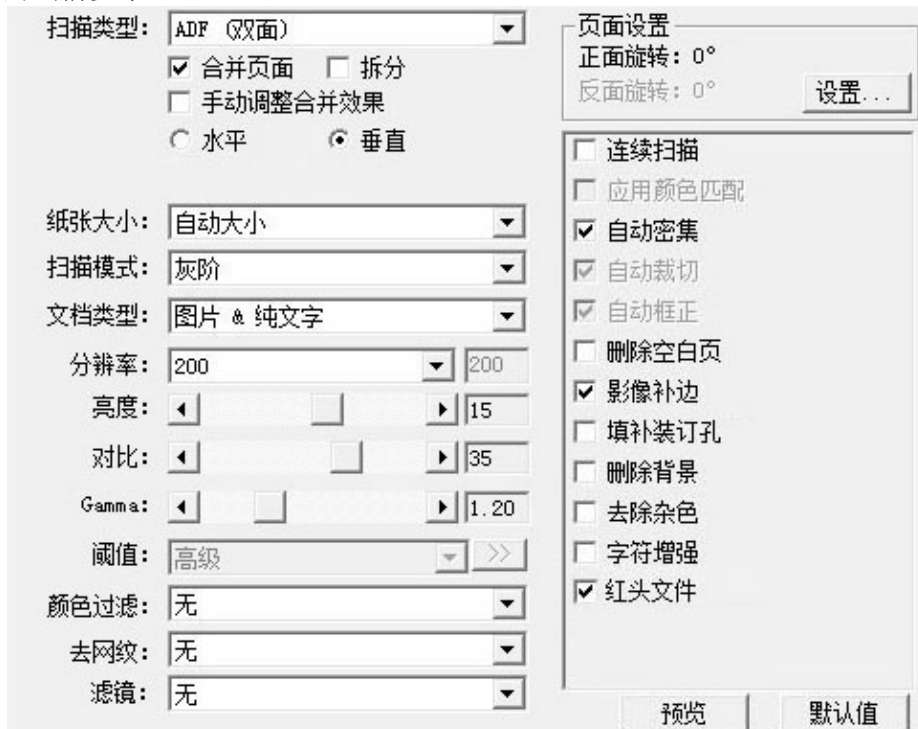 扫描类型：
ADF （双面）
合并页面
拆分
手动调整合并效果
水平
垂直
纸张大小：
自动大小
扫描模式：
灰阶
文档类型：
图片 & 纯文字
分辨率：
200
200
亮度：
15
对比：
35
Gamma：
1.20
阈值：
高级
>>
颜色过滤：
无
去网纹：
无
滤镜：
无
页面设置
正面旋转：0°
反面旋转：0°
设置...
连续扫描
应用颜色匹配
自动密集
自动裁切
自动框正
删除空白页
影像补边
填补装订孔
删除背景
去除杂色
字符增强
红头文件
预览
默认值